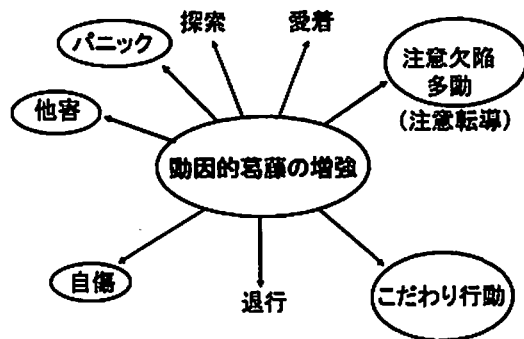 探索
愛着
パニック
注意欠陥
多動
(注意転導)
他害
動因的葛藤の増強
自傷
退行
こだわり行動